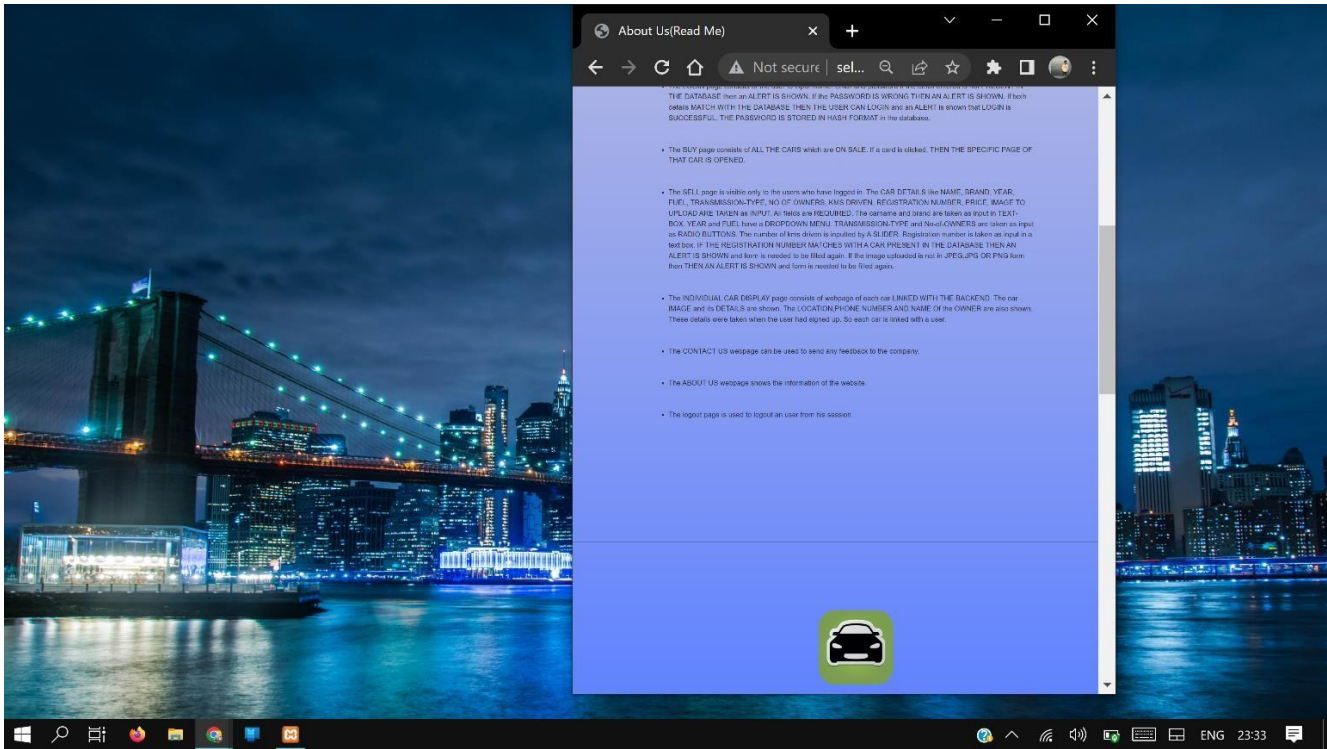 About Us(Read Me)
Not secure | sel...
THE DATABASE then an ALERT IS SHOWN. If the PASSWORD IS WRONG THEN AN ALERT IS SHOWN. If both
details MATCH WITH THE DATABASE THEN THE USER CAN LOGIN and an ALERT is shown that LOGIN is
SUCCESSFUL. THE PASSWORD IS STORED IN HASH FORMAT in the database.
• The BUY page consists of ALL THE CARS which are ON SALE. If a card is clicked, THEN THE SPECIFIC PAGE OF
THAT CAR IS OPENED.
• The SELL page is visible only to the users who have logged in. The CAR DETAILS like NAME, BRAND, YEAR,
FUEL, TRANSMISSION-TYPE, NO OF OWNERS, KMS DRIVEN, REGISTRATION NUMBER, PRICE, IMAGE TO
UPLOAD ARE TAKEN as INPUT. All fields are REQUIRED. The carname and brand are taken as input in TEXT-
BOX. YEAR and FUEL have a DROPDOWN MENU. TRANSMISSION-TYPE and No-of-OWNERS are taken as input
as RADIO BUTTONS. The number of kms driven is inputted by A SLIDER. Registration number is taken as input in a
text box. IF THE REGISTRATION NUMBER MATCHES WITH A CAR PRESENT IN THE DATABASE THEN AN
ALERT IS SHOWN and form is needed to be filled again. If the image uploaded is not in JPEG,JPG OR PNG form
then THEN AN ALERT IS SHOWN and form is needed to be filled again.
• The INDIVIDUAL CAR DISPLAY page consists of webpage of each car LINKED WITH THE BACKEND. The car
IMAGE and its DETAILS are shown. The LOCATION,PHONE NUMBER AND NAME Of the OWNER are also shown.
These details were taken when the user had signed up. So each car is linked with a user.
• The CONTACT US webpage can be used to send any feedback to the company.
• The ABOUT US webpage shows the information of the website.
• The logout page is used to logout an user from his session.
ENG 23:33